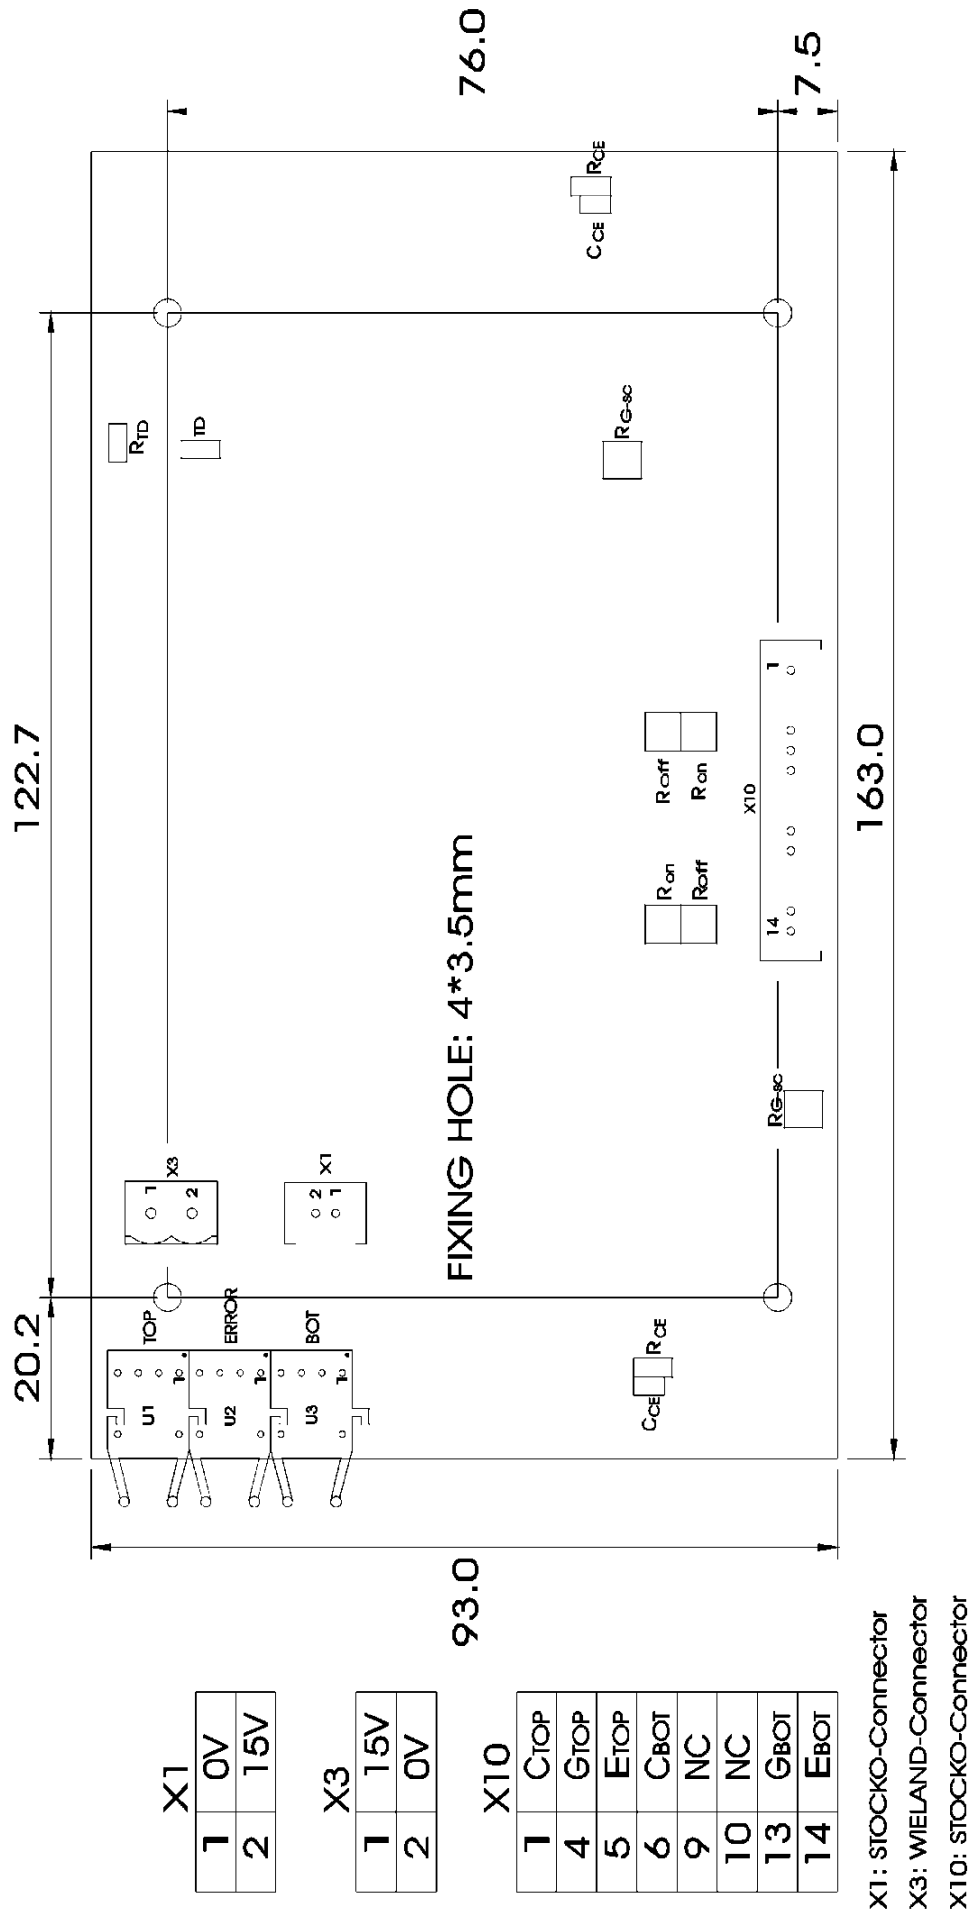 X1
1 0V
2 15V
X3
1 15V
2 0V
X10
1 CTOP
4 GTOP
5 ETOP
6 CBOT
9 NC
10 NC
13 GBOT
14 EBOT
X1: STOCKO-Connector
X3: WIELAND-Connector
X10: STOCKO-Connector
20.2
122.7
93.0
76.0
7.5
163.0
FIXING HOLE: 4*3.5mm
U1
1
TOP
U2
1
ERROR
U3
1
BOT
X3
1
2
X1
2
1
RTD
TD
CCE
RCE
CCE
RCE
RG-SC
RG-SC
Ron
Roff
Roff
Ron
X10
14
1